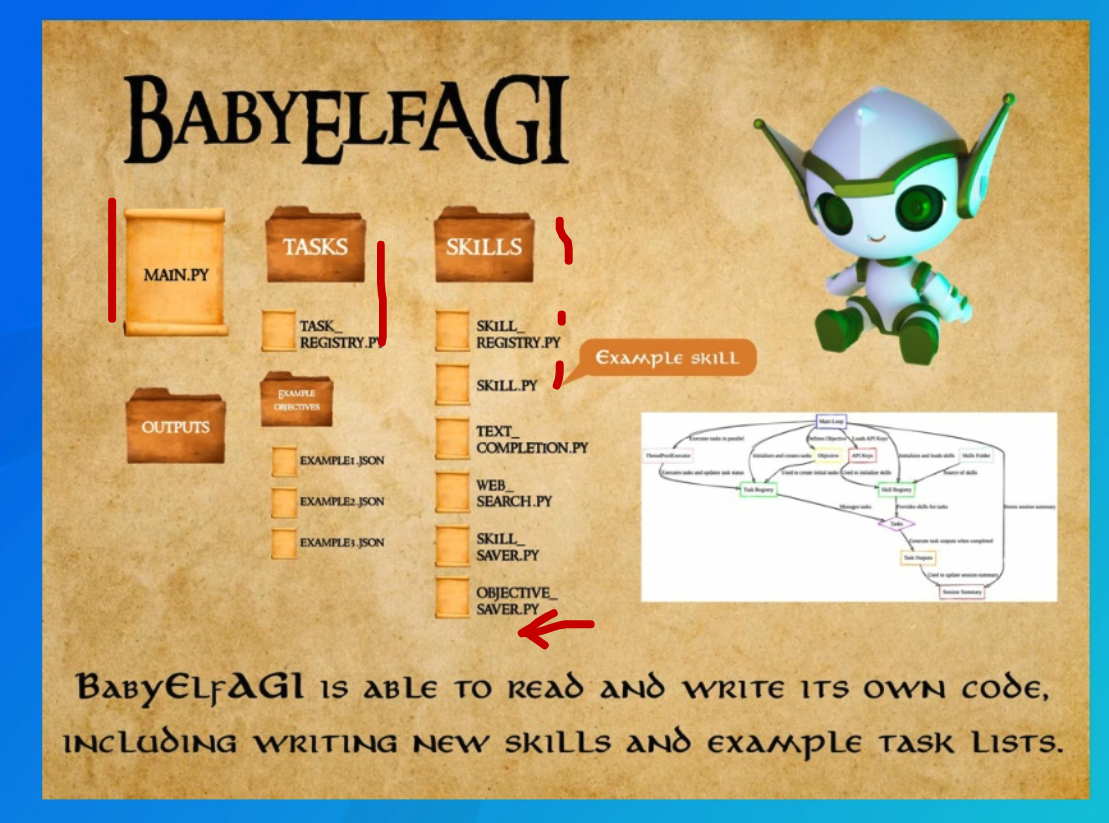 BabyElfAGI
MAIN.PY
TASKS
TASK_
REGISTRY.PY
EXAMPLE
OBJECTIVES
EXAMPLE1.JSON
EXAMPLE2.JSON
EXAMPLE3.JSON
OUTPUTS
SKILLS
SKILL_
REGISTRY.PY
SKILL.PY
TEXT_
COMPLETION.PY
WEB_
SEARCH.PY
SKILL_
SAVER.PY
OBJECTIVE_
SAVER.PY
Example skill
Main Loop
Executes tasks in parallel
Defines Objective
Loads API Keys
ThreadPoolExecutor
Initializes and creates tasks
Objective
API Keys
Initializes and loads skills
Skills Folder
Executes tasks and updates task status
Used to create initial tasks
Used to initialize skills
Source of skills
Task Registry
Skill Registry
Manages tasks
Provides skills for tasks
session summary
Tasks
Generate task outputs when completed
Task Outputs
Used to update session summary
Session Summary
BabyElfAGI is able to read and write its own code,
including writing new skills and example task lists.